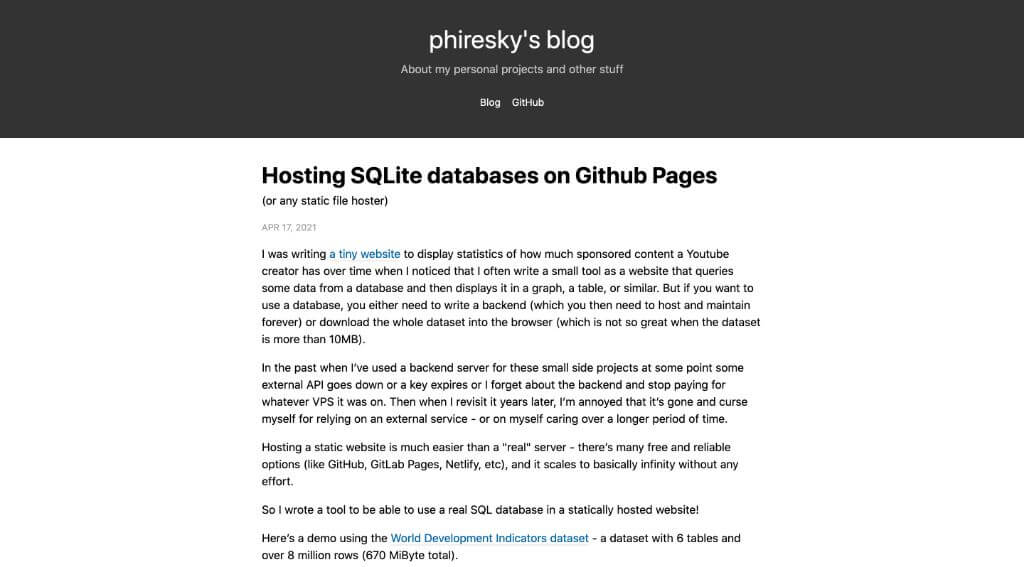 phiresky's blog
About my personal projects and other stuff
Blog GitHub
Hosting SQLite databases on Github Pages
(or any static file hoster)
APR 17, 2021
I was writing a tiny website to display statistics of how much sponsored content a Youtube
creator has over time when I noticed that I often write a small tool as a website that queries
some data from a database and then displays it in a graph, a table, or similar. But if you want to
use a database, you either need to write a backend (which you then need to host and maintain
forever) or download the whole dataset into the browser (which is not so great when the dataset
is more than 10MB).
In the past when I’ve used a backend server for these small side projects at some point some
external API goes down or a key expires or I forget about the backend and stop paying for
whatever VPS it was on. Then when I revisit it years later, I’m annoyed that it’s gone and curse
myself for relying on an external service - or on myself caring over a longer period of time.
Hosting a static website is much easier than a "real" server - there’s many free and reliable
options (like GitHub, GitLab Pages, Netlify, etc), and it scales to basically infinity without any
effort.
So I wrote a tool to be able to use a real SQL database in a statically hosted website!
Here’s a demo using the World Development Indicators dataset - a dataset with 6 tables and
over 8 million rows (670 MiByte total).